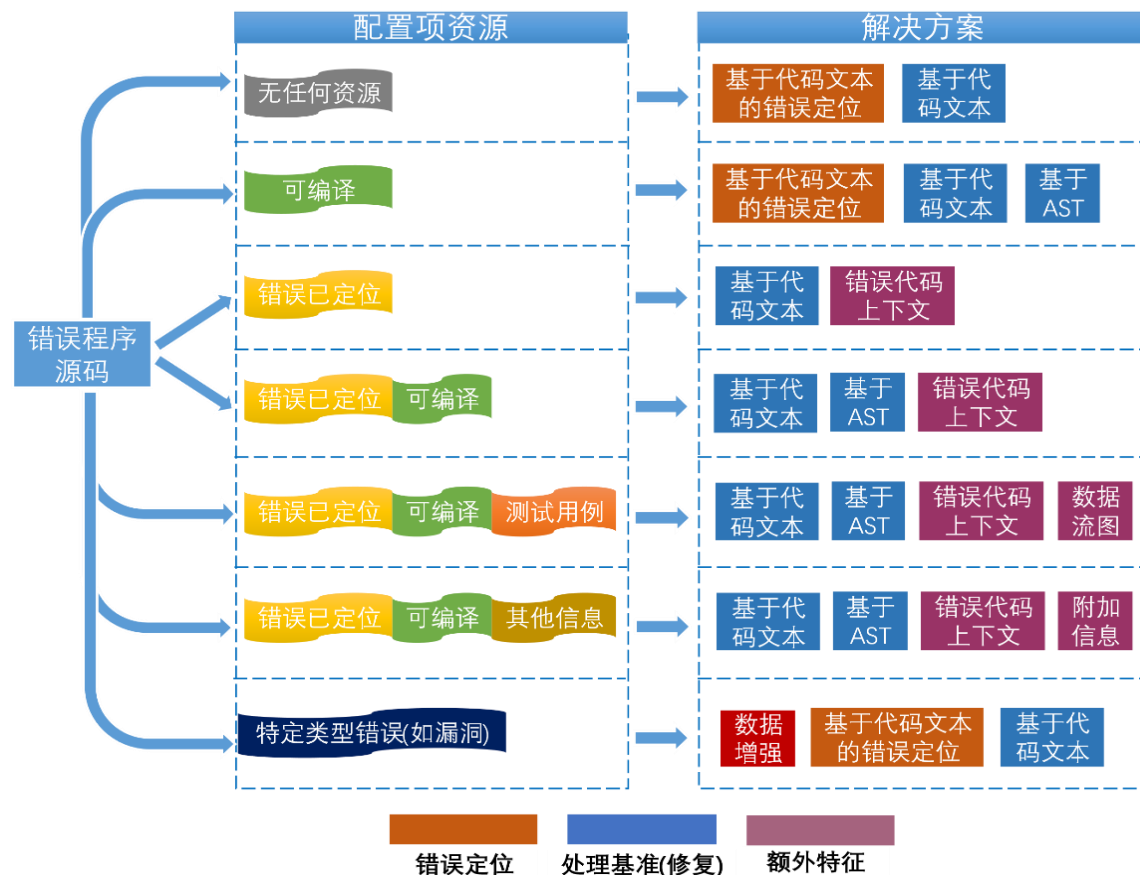 配置项资源
解决方案
无任何资源
基于代码文本
的错误定位
基于代
码文本
可编译
基于代码文本
的错误定位
基于代
码文本
基于
AST
错误已定位
基于代
码文本
错误代码
上下文
错误程序
源码
错误已定位
可编译
基于代
码文本
基于
AST
错误代码
上下文
错误已定位
可编译
测试用例
基于代
码文本
基于
AST
错误代码
上下文
数据
流图
错误已定位
可编译
其他信息
基于代
码文本
基于
AST
错误代码
上下文
附加
信息
特定类型错误(如漏洞)
数据
增强
基于代码文本
的错误定位
基于代
码文本
错误定位
处理基准(修复)
额外特征